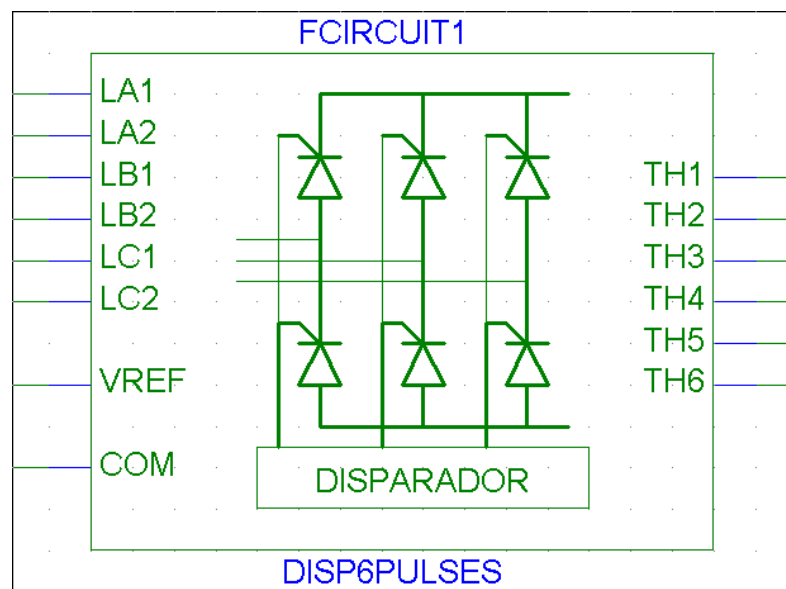 FCIRCUIT1
LA1
LA2
LB1
LB2
LC1
LC2
VREF
COM
TH1
TH2
TH3
TH4
TH5
TH6
DISPARADOR
DISP6PULSES